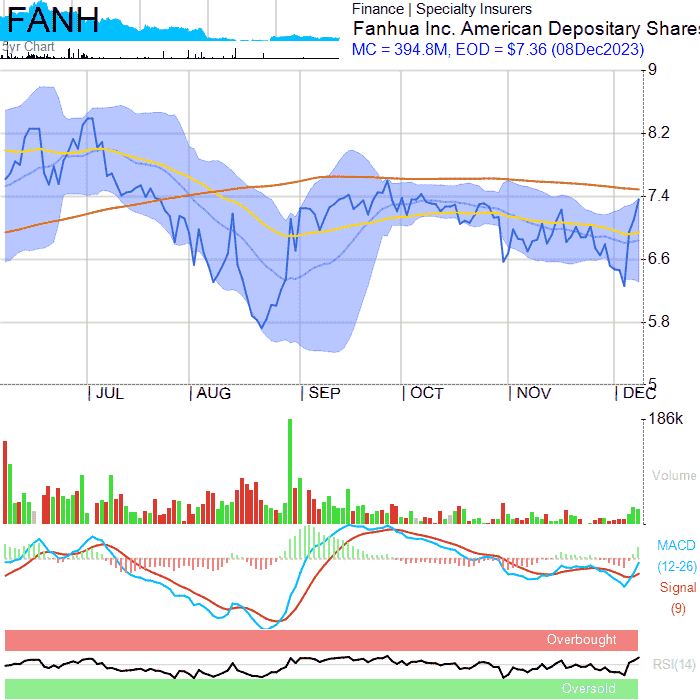 FANH
5yr Chart
Finance | Specialty Insurers
Fanhua Inc. American Depositary Shares
MC = 394.8M, EOD = $7.36 (08Dec2023)
9
8.2
7.4
6.6
5.8
5
JUL AUG SEP OCT NOV DEC
186k
Volume
MACD
(12-26)
Signal
(9)
Overbought
RSI(14)
Oversold